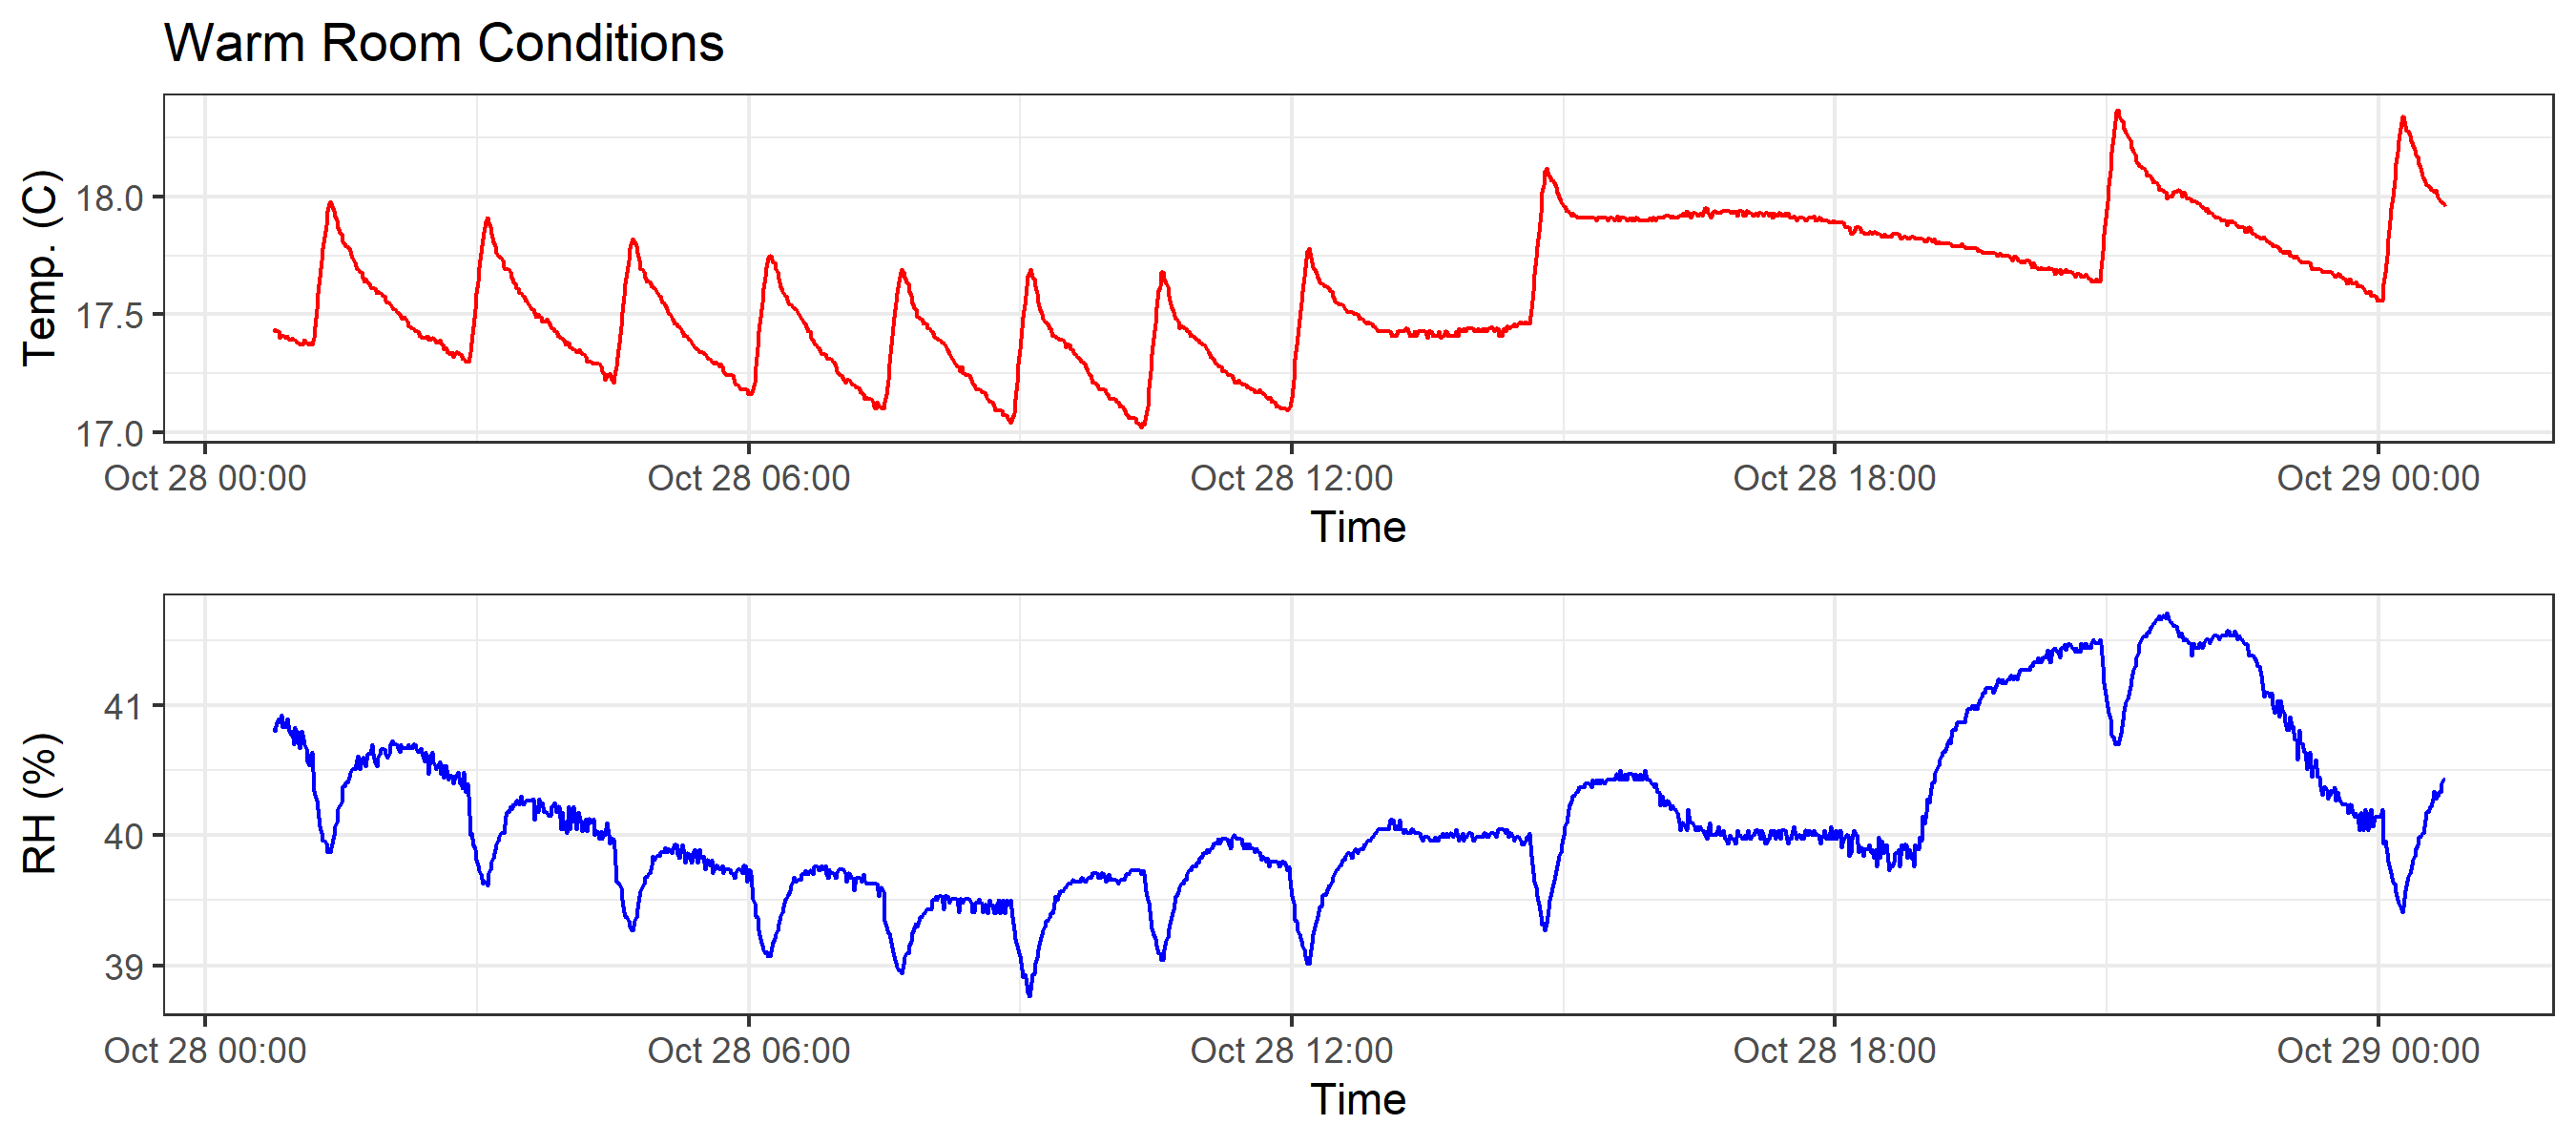 Warm Room Conditions
Temp. (C)
18.0
17.5
17.0
Oct 28 00:00 Oct 28 06:00 Oct 28 12:00 Oct 28 18:00 Oct 29 00:00
Time
RH (%)
41
40
39
Oct 28 00:00 Oct 28 06:00 Oct 28 12:00 Oct 28 18:00 Oct 29 00:00
Time